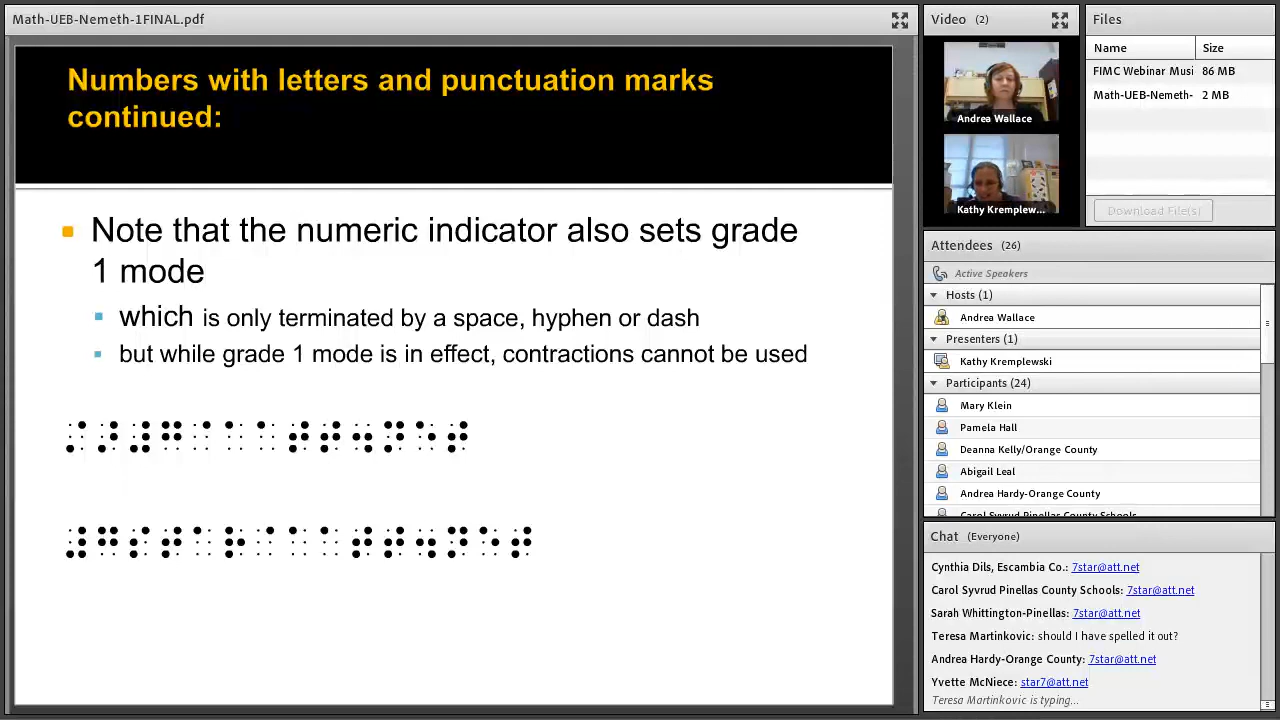 Math-UEB-Nemeth-1FINAL.pdf
Numbers with letters and punctuation marks
continued:
Note that the numeric indicator also sets grade
1 mode
which is only terminated by a space, hyphen or dash
but while grade 1 mode is in effect, contractions cannot be used
⠌⠜⠼⠛⠈⠁⠁⠞⠞⠲⠝⠑⠞
⠼⠛⠎⠞⠁⠗⠈⠁⠁⠞⠞⠲⠝⠑⠞
Video (2)
Andrea Wallace
Kathy Kremplew...
Files
Name Size
FIMC Webinar Musi 86 MB
Math-UEB-Nemeth- 2 MB
Download File(s)
Attendees (26)
Active Speakers
Hosts (1)
Andrea Wallace
Presenters (1)
Kathy Kremplewski
Participants (24)
Mary Klein
Pamela Hall
Deanna Kelly/Orange County
Abigail Leal
Andrea Hardy-Orange County
Carol Syvrud Pinellas County Schools
Chat (Everyone)
Cynthia Dils, Escambia Co.: 7star@att.net
Carol Syvrud Pinellas County Schools: 7star@att.net
Sarah Whittington-Pinellas: 7star@att.net
Teresa Martinkovic: should I have spelled it out?
Andrea Hardy-Orange County: 7star@att.net
Yvette McNiece: star7@att.net
Teresa Martinkovic is typing...